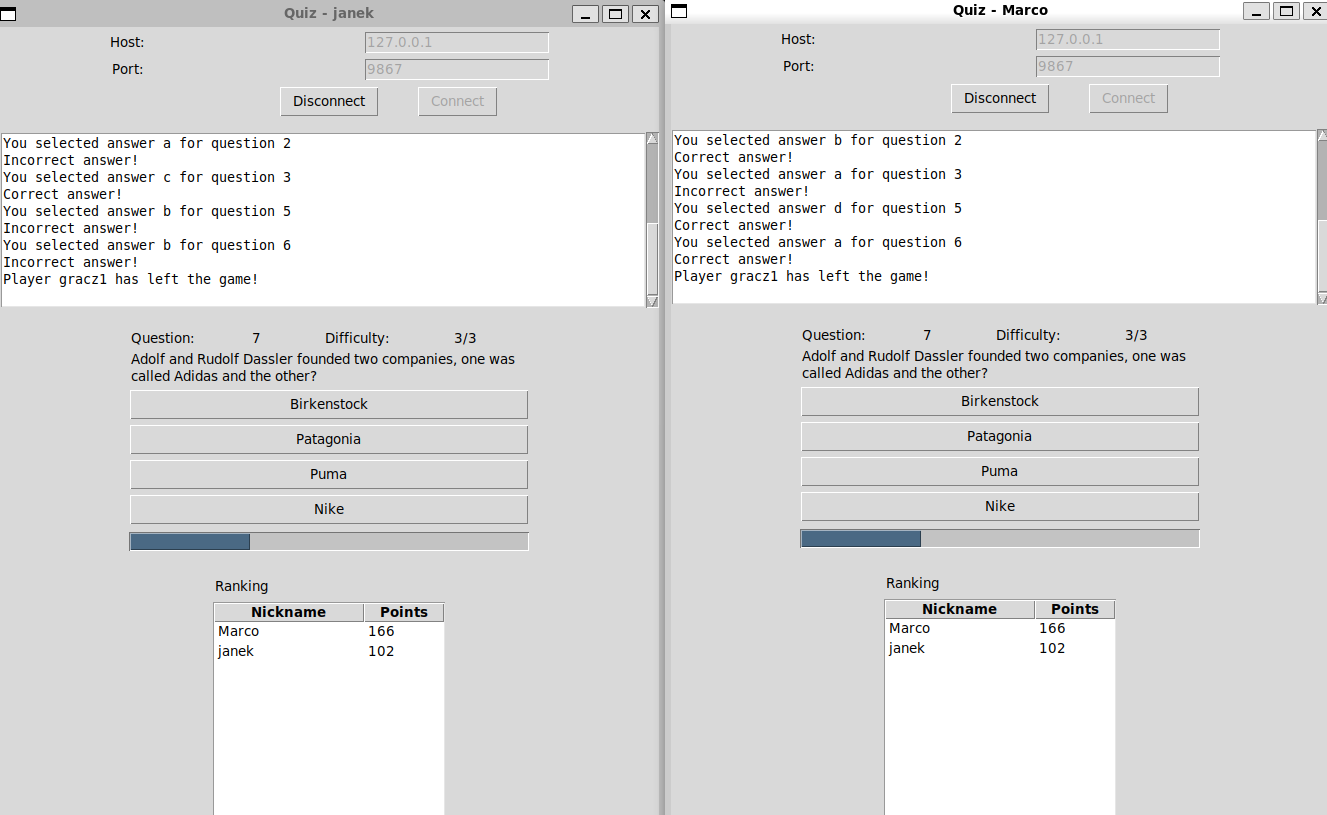 Quiz - janek
Host:
127.0.0.1
Port:
9867
Disconnect
Connect
You selected answer a for question 2
Incorrect answer!
You selected answer c for question 3
Correct answer!
You selected answer b for question 5
Incorrect answer!
You selected answer b for question 6
Incorrect answer!
Player gracz1 has left the game!
Question: 7 Difficulty: 3/3
Adolf and Rudolf Dassler founded two companies, one was
called Adidas and the other?
Birkenstock
Patagonia
Puma
Nike
Ranking
Nickname Points
Marco 166
janek 102
Quiz - Marco
Host:
127.0.0.1
Port:
9867
Disconnect
Connect
You selected answer b for question 2
Correct answer!
You selected answer a for question 3
Incorrect answer!
You selected answer d for question 5
Correct answer!
You selected answer a for question 6
Correct answer!
Player gracz1 has left the game!
Question: 7 Difficulty: 3/3
Adolf and Rudolf Dassler founded two companies, one was
called Adidas and the other?
Birkenstock
Patagonia
Puma
Nike
Ranking
Nickname Points
Marco 166
janek 102